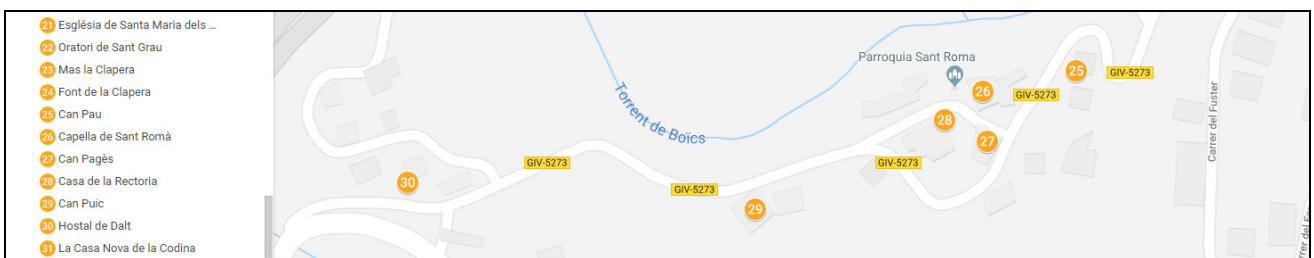 21 Església de Santa Maria dels ...
22 Oratori de Sant Grau
23 Mas la Clapera
24 Font de la Clapera
25 Can Pau
26 Capella de Sant Romà
27 Can Pagès
28 Casa de la Rectoria
29 Can Puic
30 Hostal de Dalt
31 La Casa Nova de la Codina
Parroquia Sant Roma
25
GIV-5273
26
GIV-5273
Torrent de Boïcs
28
27
Carrer del Fuster
GIV-5273
GIV-5273
30
GIV-5273
29